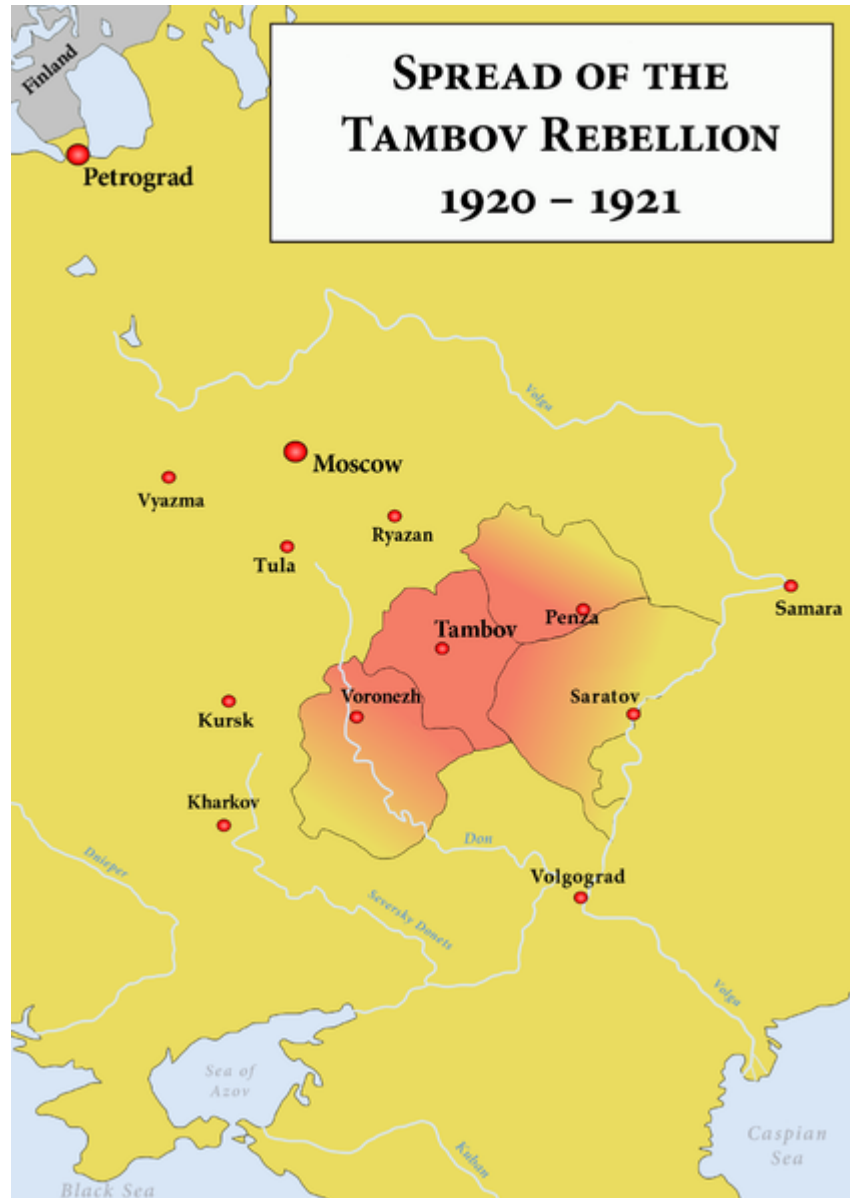 SPREAD OF THE
TAMBOV REBELLION
1920 – 1921
Finland
Petrograd
Volga
Moscow
Vyazma
Ryazan
Tula
Samara
Penza
Tambov
Voronezh
Saratov
Kursk
Kharkov
Don
Dnieper
Volgograd
Seversky Donets
Volga
Sea of
Azov
Caspian
Sea
Kuban
Black Sea